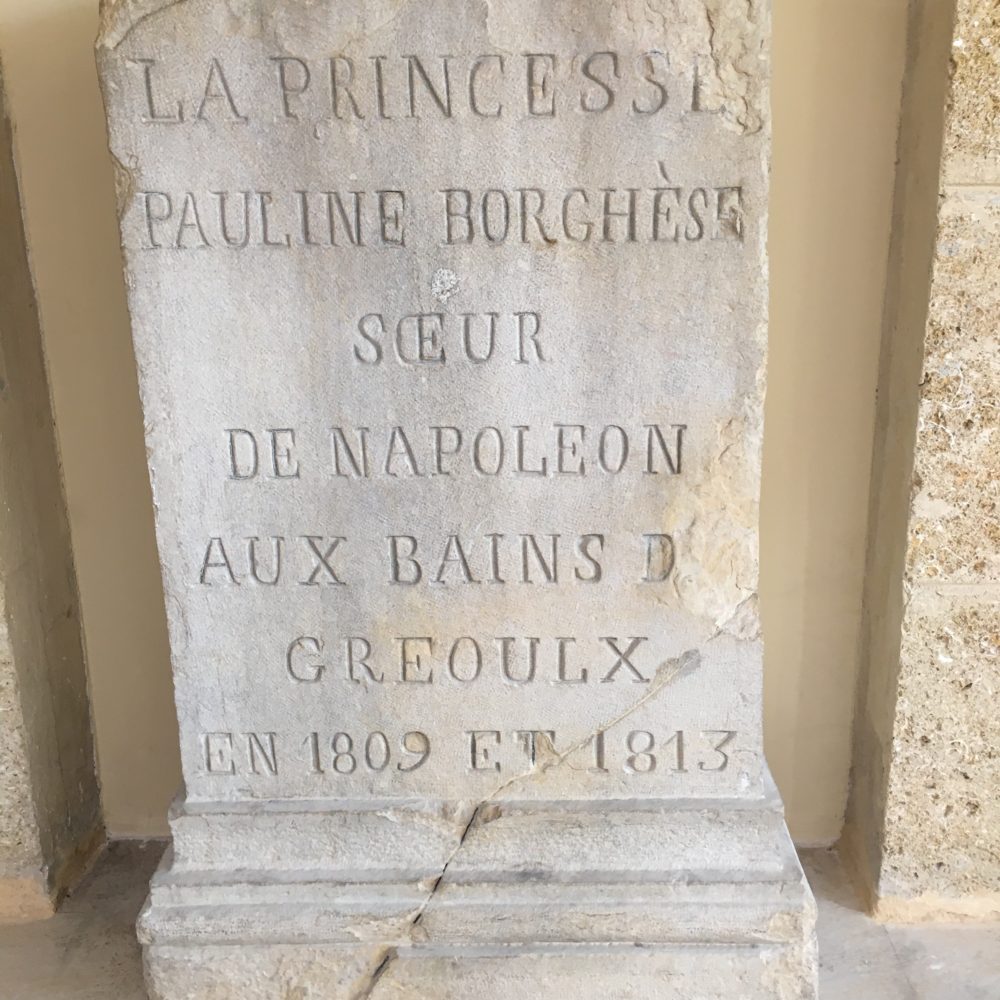 LA PRINCESSE
PAULINE BORGHÈSE
SŒUR
DE NAPOLEON
AUX BAINS D
GREOULX
EN 1809 ET 1813